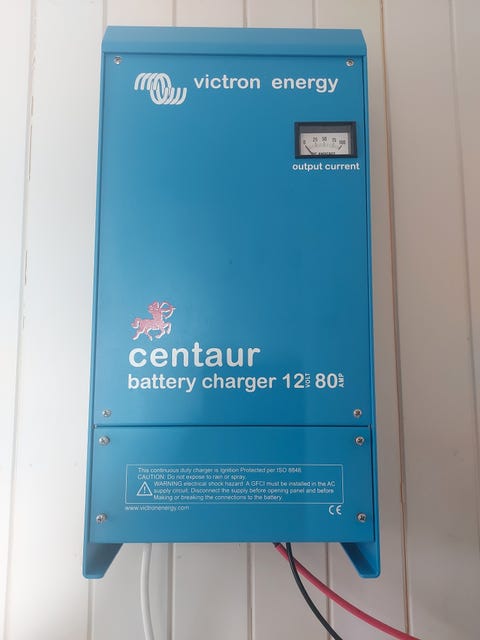 victron energy
0 25 50 75 100
DC AMPERES
output current
centaur
battery charger 12 VOLT 80 AMP
This continuous duty charger is Ignition Protected per ISO 8846.
CAUTION: Do not expose to rain or spray.
WARNING electrical shock hazard: A GFCI must be installed in the AC
supply circuit. Disconnect the supply before opening panel and before
Making or breaking the connections to the battery.
www.victronenergy.com
CE